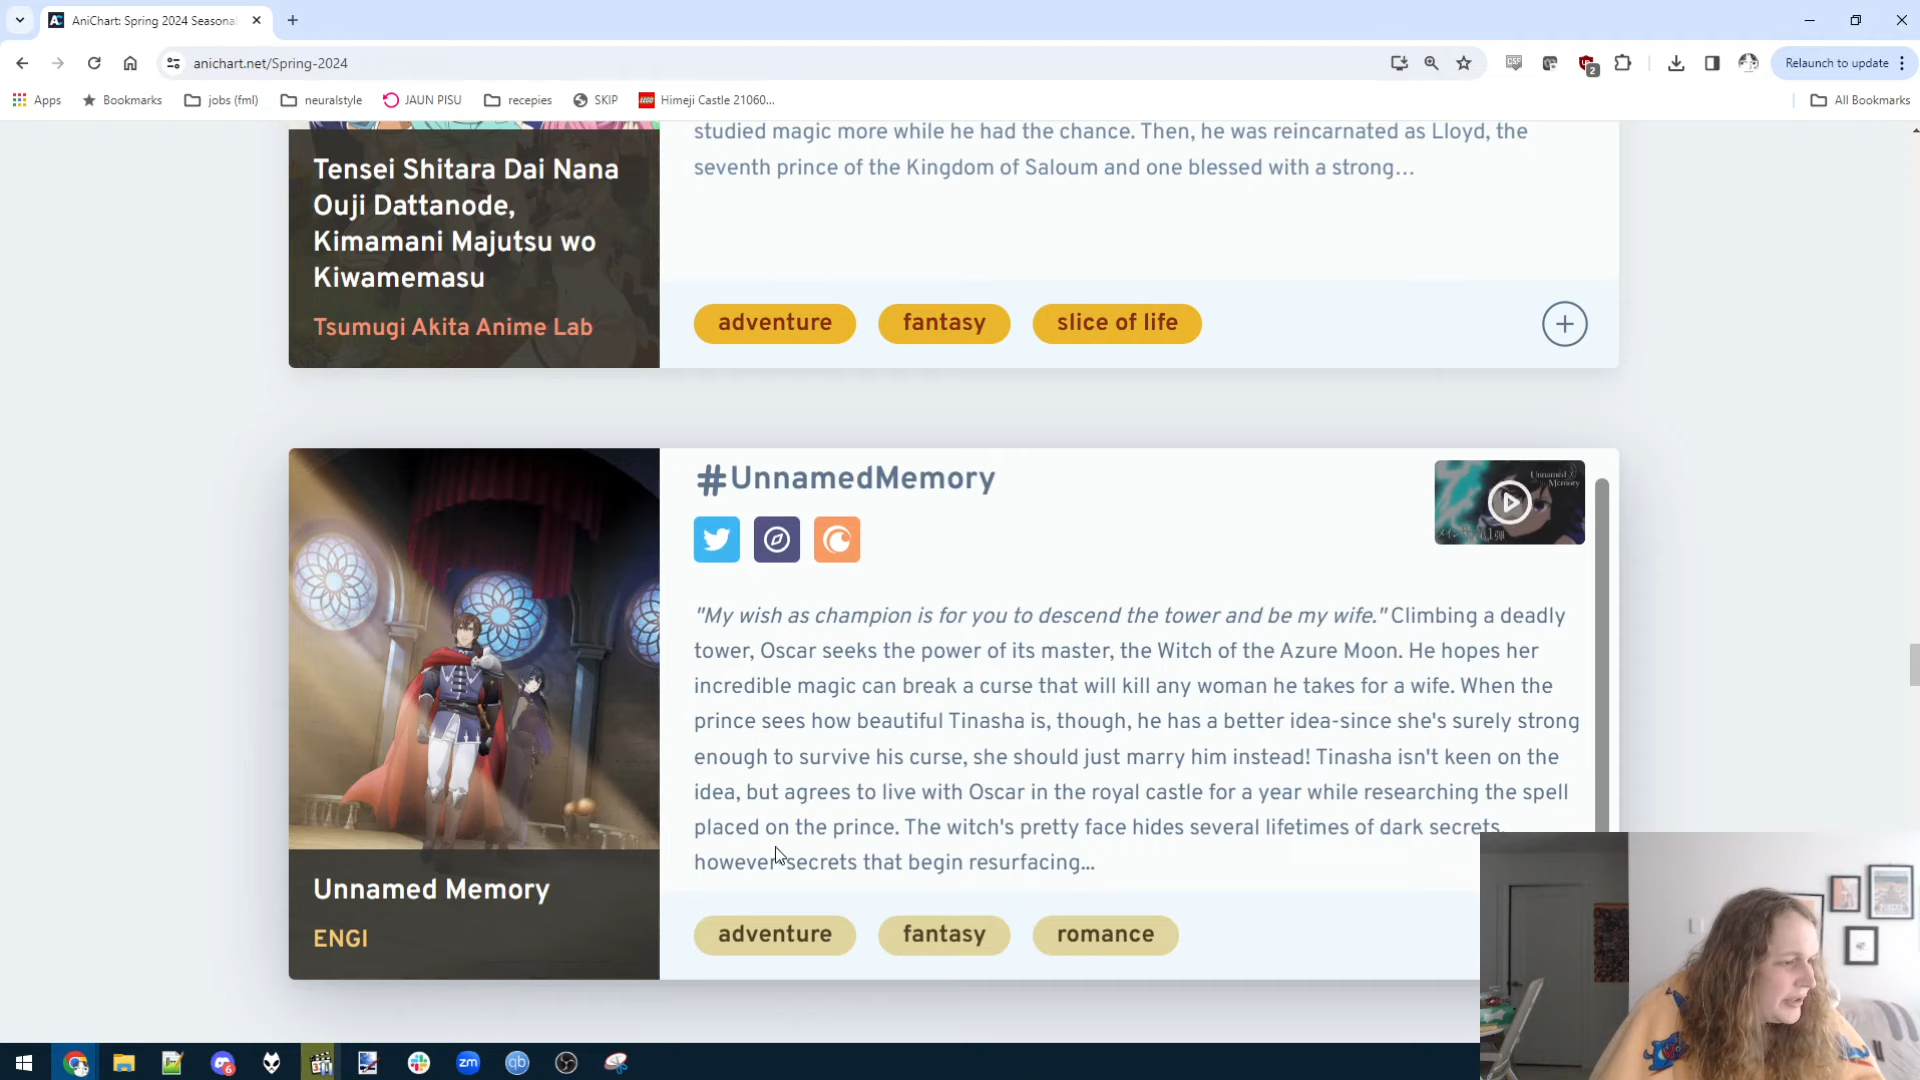 AniChart: Spring 2024 Seasonal
anichart.net/Spring-2024
2
Relaunch to update
Apps
Bookmarks
jobs (fml)
neuralstyle
JAUN PISU
recepies
SKIP
Himeji Castle 21060...
All Bookmarks
Tensei Shitara Dai Nana
Ouji Dattanode,
Kimamani Majutsu wo
Kiwamemasu
Tsumugi Akita Anime Lab
studied magic more while he had the chance. Then, he was reincarnated as Lloyd, the
seventh prince of the Kingdom of Saloum and one blessed with a strong...
adventure
fantasy
slice of life
#UnnamedMemory
Unnamed
Memory
"My wish as champion is for you to descend the tower and be my wife." Climbing a deadly
tower, Oscar seeks the power of its master, the Witch of the Azure Moon. He hopes her
incredible magic can break a curse that will kill any woman he takes for a wife. When the
prince sees how beautiful Tinasha is, though, he has a better idea-since she's surely strong
enough to survive his curse, she should just marry him instead! Tinasha isn't keen on the
idea, but agrees to live with Oscar in the royal castle for a year while researching the spell
placed on the prince. The witch's pretty face hides several lifetimes of dark secrets,
however-secrets that begin resurfacing...
Unnamed Memory
ENGI
adventure
fantasy
romance
6
zm
qb